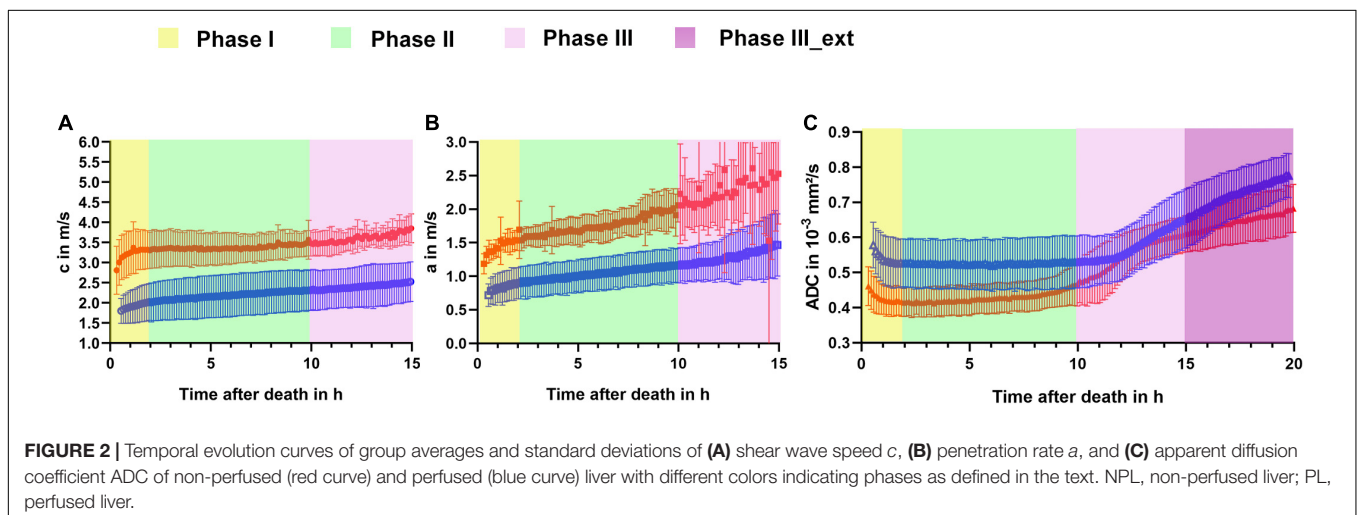 Phase I Phase II Phase III Phase III_ext
A B C
6.0
5.5
5.0
4.5
4.0
3.5
3.0
2.5
2.0
1.5
1.0
c in m/s
0 5 10 15
Time after death in h
3.0
2.5
2.0
1.5
1.0
0.5
0.0
a in m/s
0 5 10 15
Time after death in h
0.9
0.8
0.7
0.6
0.5
0.4
0.3
ADC in 10⁻³ mm²/s
0 5 10 15 20
Time after death in h
FIGURE 2 | Temporal evolution curves of group averages and standard deviations of (A) shear wave speed c, (B) penetration rate a, and (C) apparent diffusion
coefficient ADC of non-perfused (red curve) and perfused (blue curve) liver with different colors indicating phases as defined in the text. NPL, non-perfused liver; PL,
perfused liver.